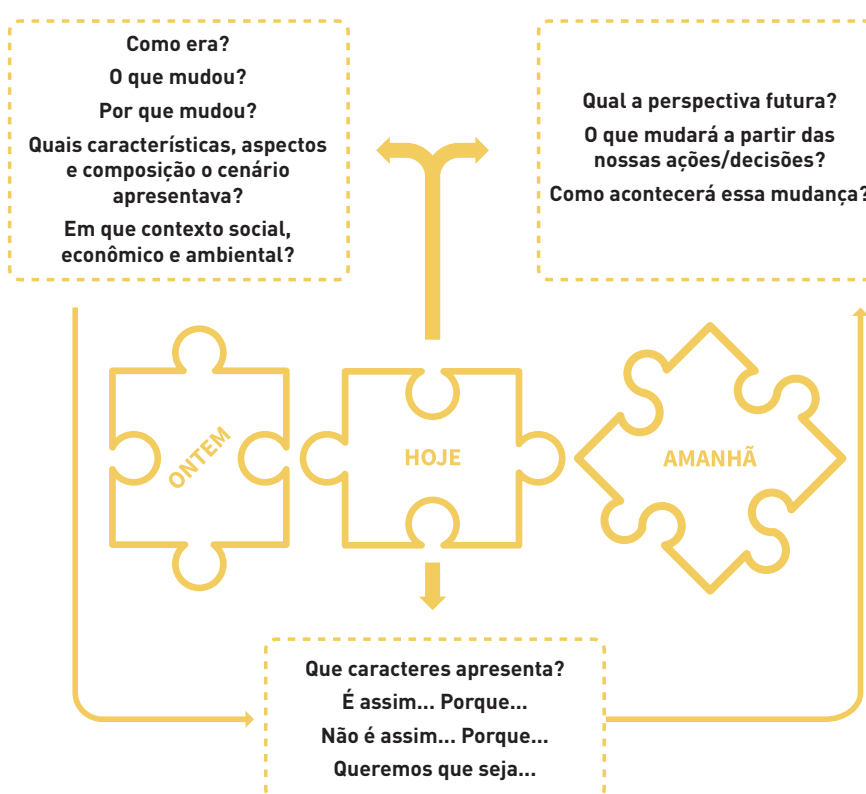 Como era?
O que mudou?
Por que mudou?
Quais características, aspectos
e composição o cenário
apresentava?
Em que contexto social,
econômico e ambiental?
Qual a perspectiva futura?
O que mudará a partir das
nossas ações/decisões?
Como acontecerá essa mudança?
ONTEM
HOJE
AMANHÃ
Que caracteres apresenta?
É assim... Porque...
Não é assim... Porque...
Queremos que seja...